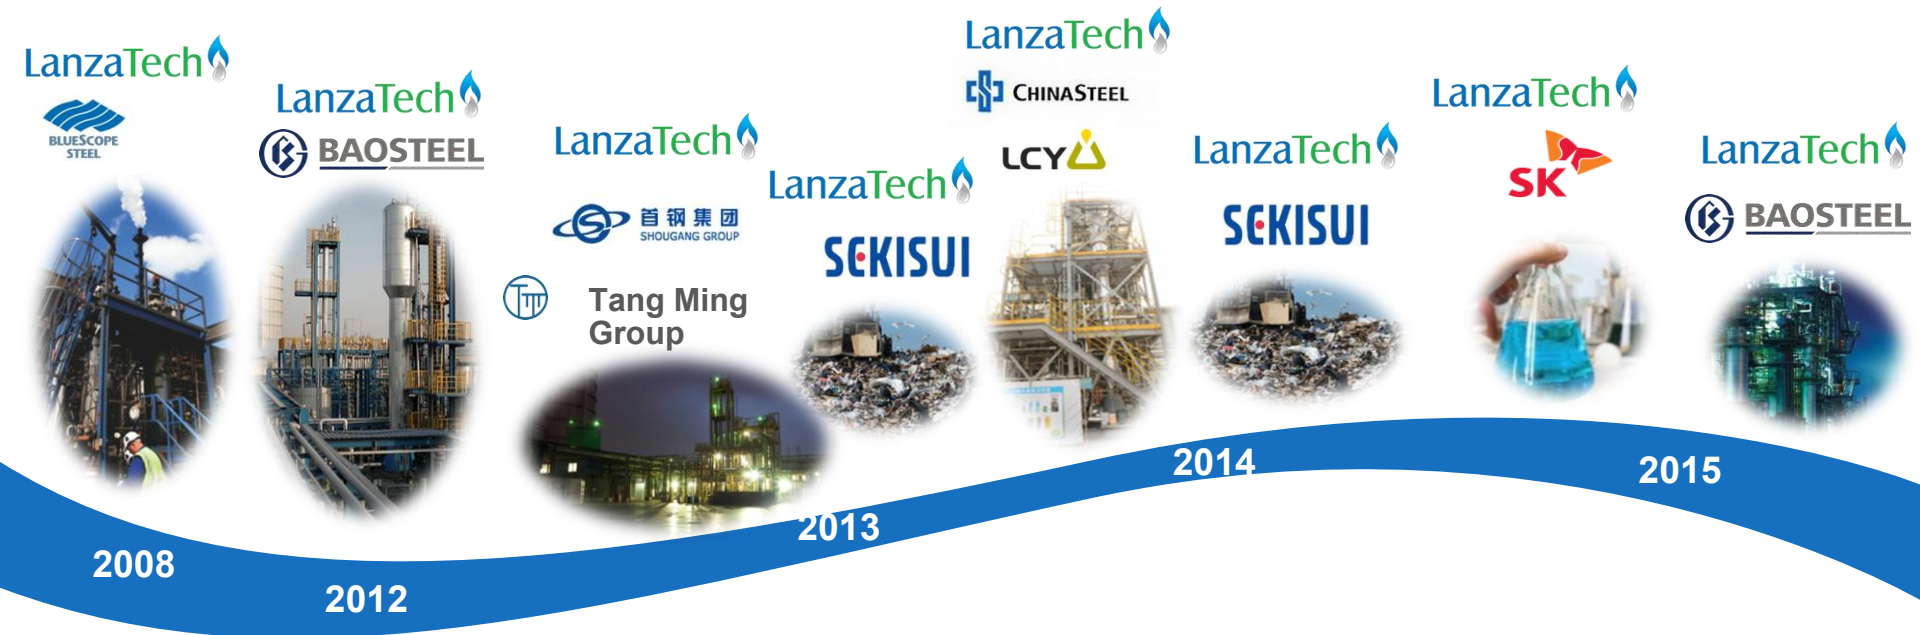 LanzaTech
BLUESCOPE
STEEL
2008
LanzaTech
BAOSTEEL
2012
LanzaTech
首钢集团
SHOUGANG GROUP
Tang Ming
Group
LanzaTech
SEKISUI
2013
LanzaTech
CHINASTEEL
LCY
LanzaTech
SEKISUI
2014
LanzaTech
SK
LanzaTech
BAOSTEEL
2015